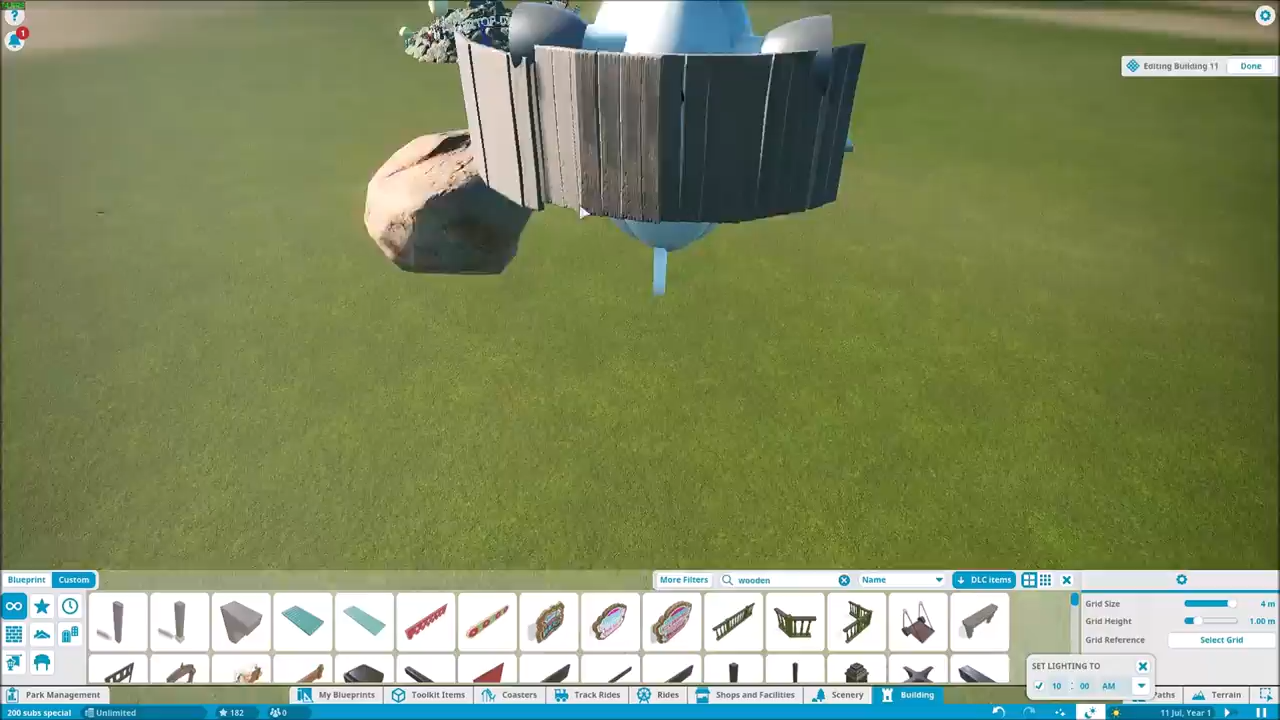 ?
1
Editing Building 11
Done
Blueprint
Custom
More Filters
wooden
Name
DLC items
Grid Size
4 m
Grid Height
1.00 m
Grid Reference
Select Grid
SET LIGHTING TO
10 : 00 AM
Park Management
My Blueprints
Toolkit Items
Coasters
Track Rides
Rides
Shops and Facilities
Scenery
Building
Paths
Terrain
200 subs special
Unlimited
182
0
11 Jul, Year 1